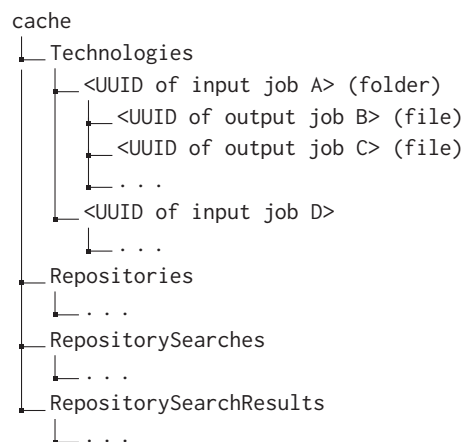 cache
Technologies
<UUID of input job A> (folder)
<UUID of output job B> (file)
<UUID of output job C> (file)
. . .
<UUID of input job D>
. . .
Repositories
. . .
RepositorySearches
. . .
RepositorySearchResults
. . .